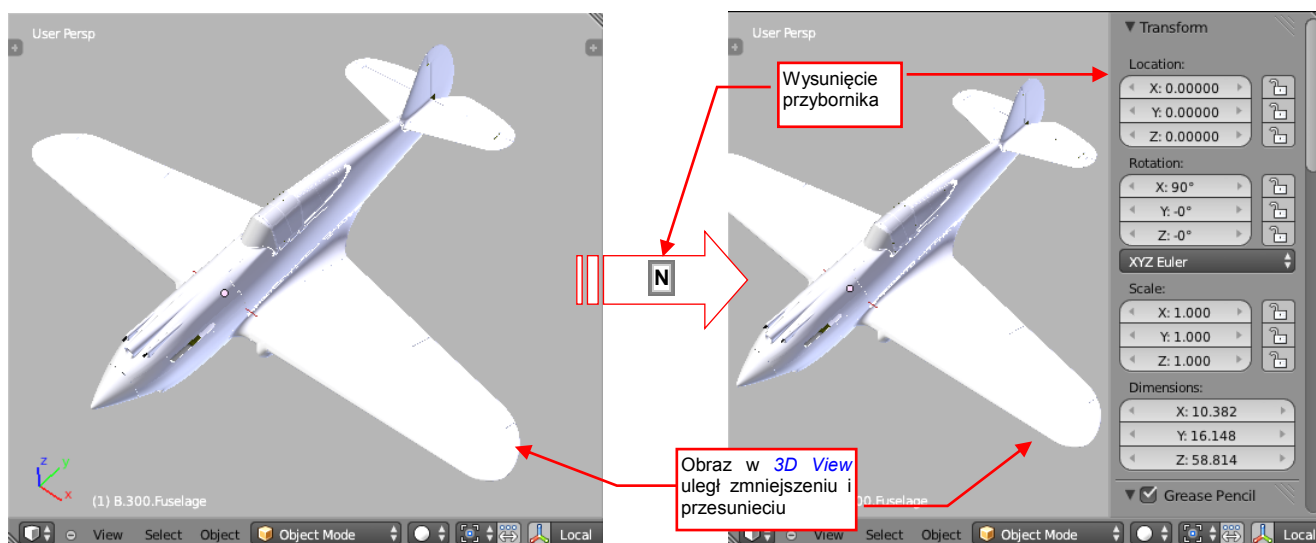 User Persp
z
y
x
(1) B.300.Fuselage
View Select Object Object Mode Local
N
Wysunięcie
przybornika
Obraz w 3D View
uległ zmniejszeniu i
przesunieciu
User Persp
00.Fuselage
View Select Object Object Mode Local
Transform
Location:
X: 0.00000
Y: 0.00000
Z: 0.00000
Rotation:
X: 90°
Y: -0°
Z: -0°
XYZ Euler
Scale:
X: 1.000
Y: 1.000
Z: 1.000
Dimensions:
X: 10.382
Y: 16.148
Z: 58.814
Grease Pencil